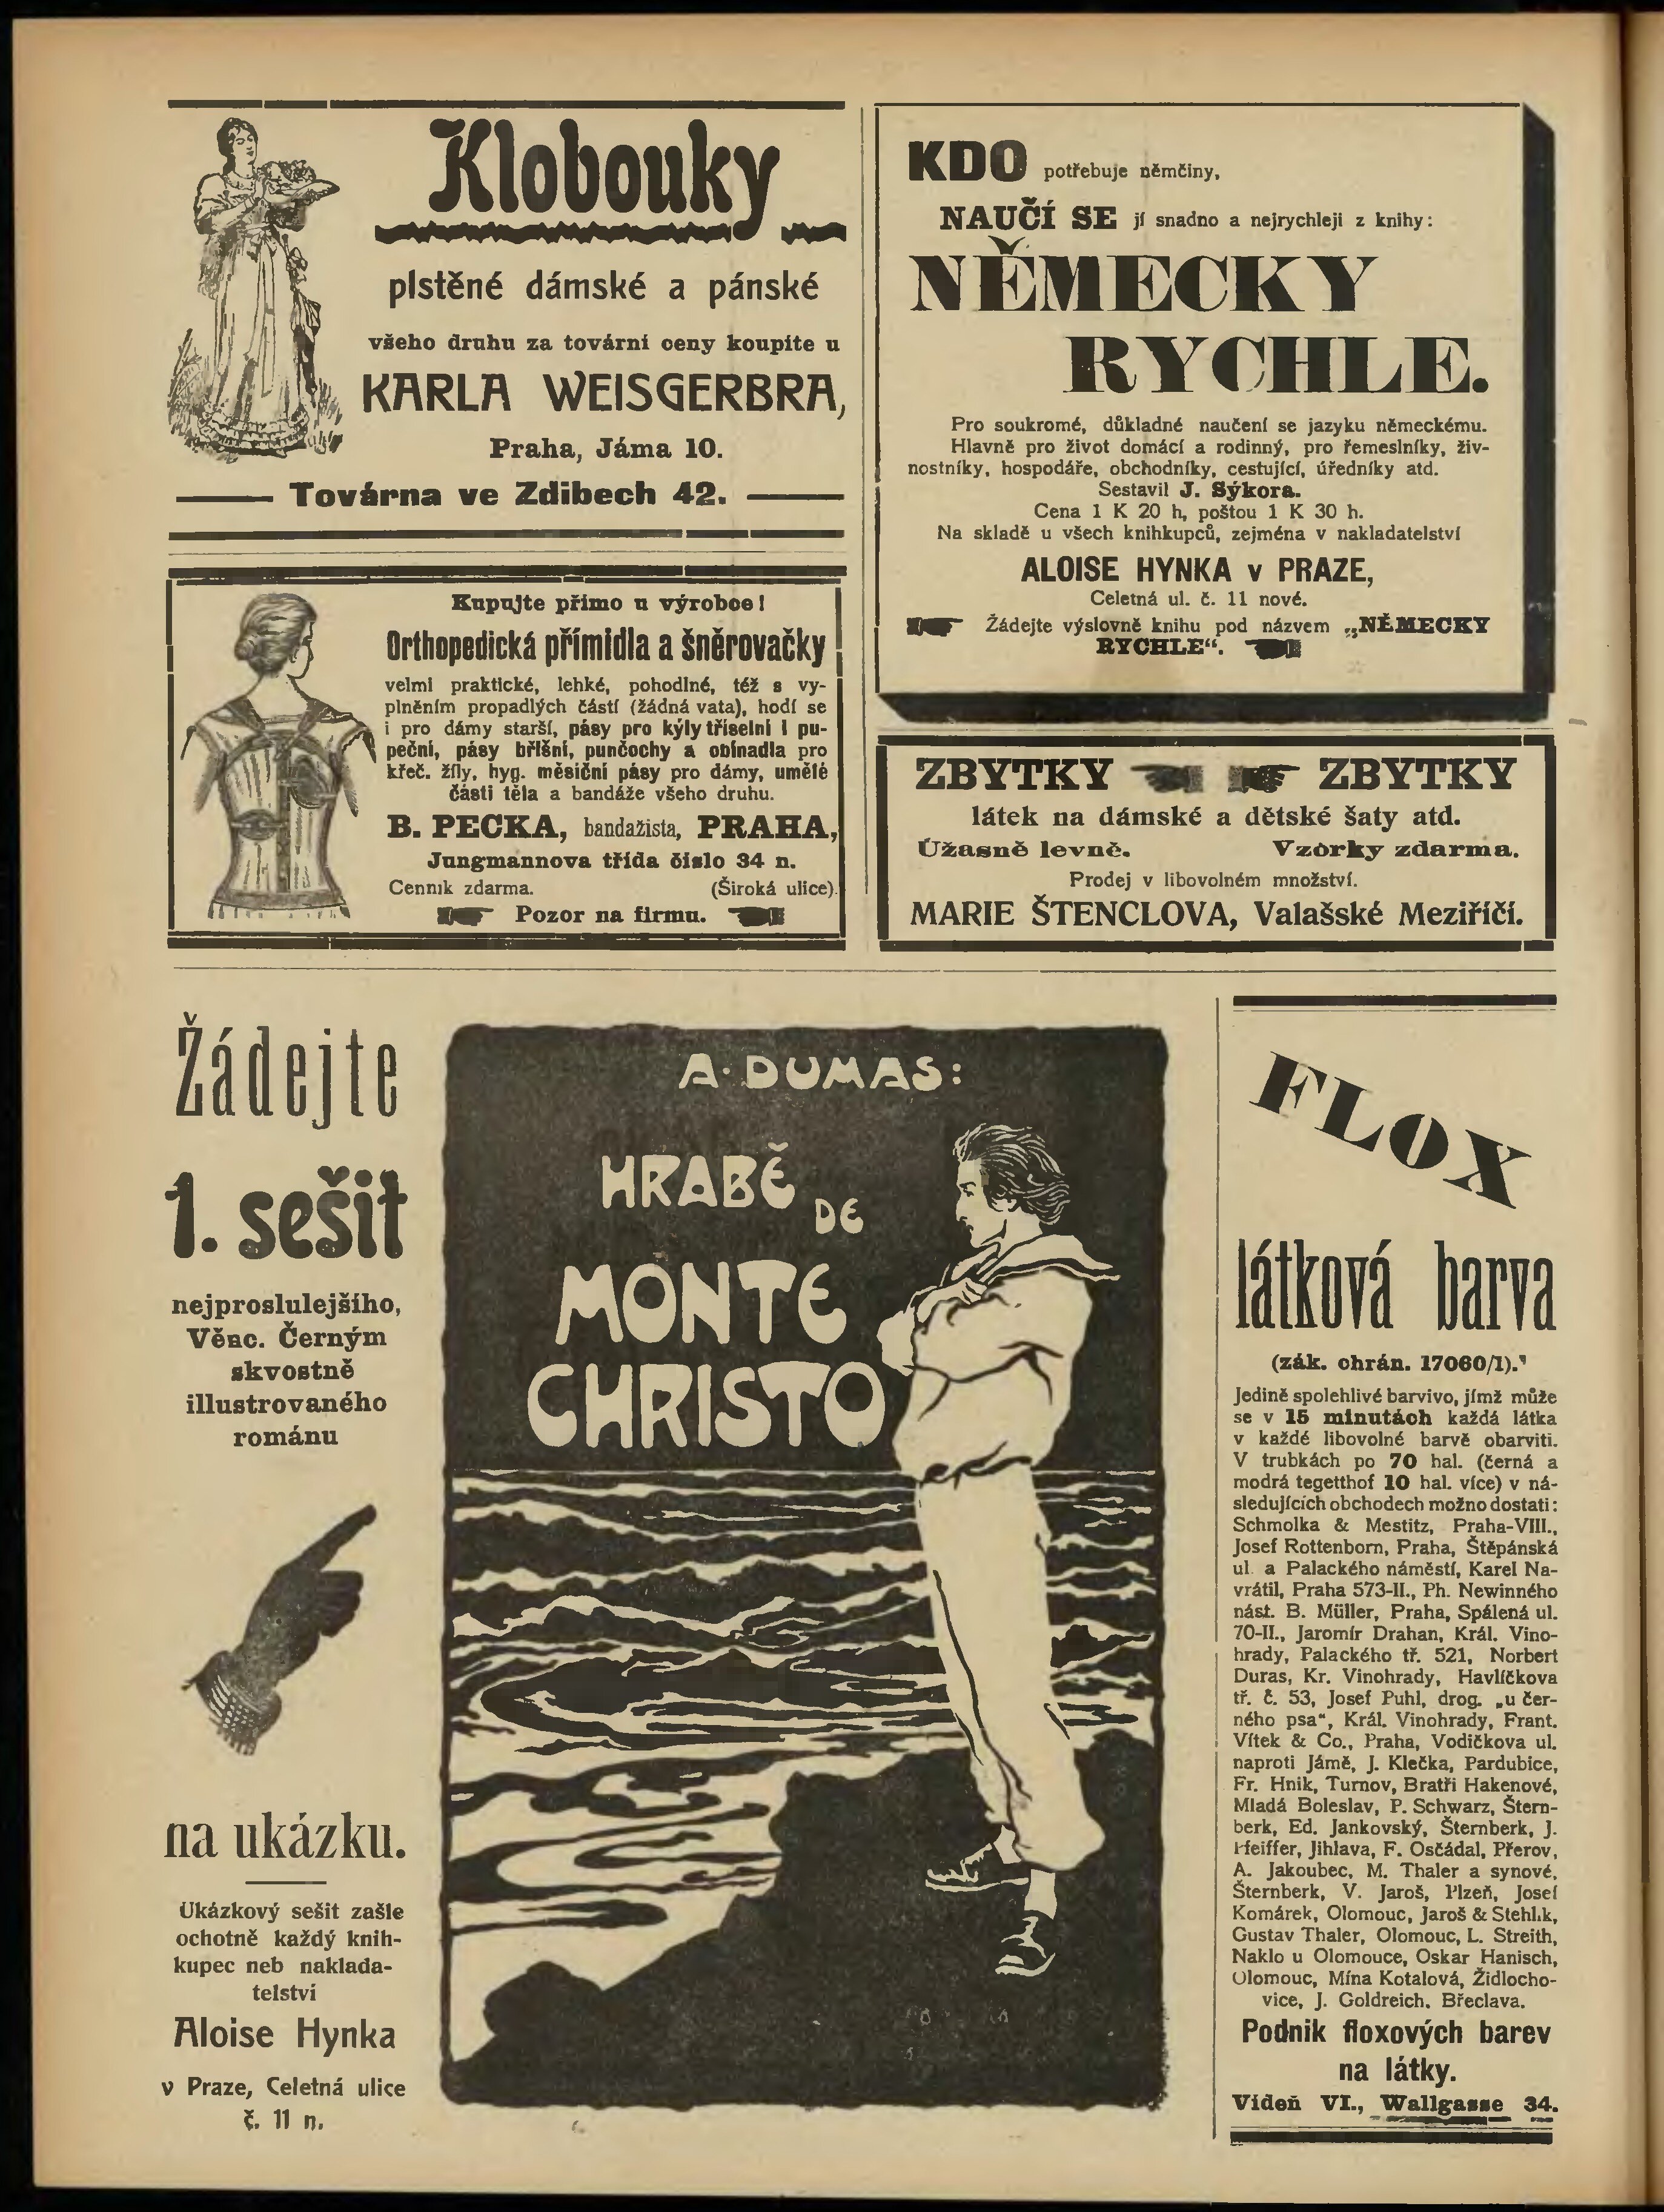 Klobouky
plstěné dámské a pánské
všeho druhu za tovární ceny koupíte u
KARLA WEISGERBRA,
Praha, Jáma 10.
Továrna ve Zdibech 42.
Kupujte přímo u výrobce!
Orthopedická přímidla a šněrovačky
velmi praktické, lehké, pohodlné, též s vy-
plněním propadlých částí (žádná vata), hodí se
i pro dámy starší, pásy pro kýly tříselní i pu-
peční, pásy břišní, punčochy a obinadla pro
křeč. žíly, hyg. měsíční pásy pro dámy, umělé
části těla a bandáže všeho druhu.
B. PECKA, bandažista, PRAHA,
Jungmannova třída číslo 34 n.
Cenník zdarma. (Široká ulice).
Pozor na firmu.
KDO potřebuje němčiny,
NAUČÍ SE jí snadno a nejrychleji z knihy:
NĚMECKY
RYCHLE.
Pro soukromé, důkladné naučení se jazyku německému.
Hlavně pro život domácí a rodinný, pro řemeslníky, živ-
nostníky, hospodáře, obchodníky, cestující, úředníky atd.
Sestavil J. Sýkora.
Cena 1 K 20 h, poštou 1 K 30 h.
Na skladě u všech knihkupců, zejména v nakladatelství
ALOISE HYNKA v PRAZE,
Celetná ul. č. 11 nové.
Žádejte výslovně knihu pod názvem „NĚMECKY
RYCHLE“.
ZBYTKY ZBYTKY
látek na dámské a dětské šaty atd.
Úžasně levně. Vzorky zdarma.
Prodej v libovolném množství.
MARIE ŠTENCLOVA, Valašské Meziříčí.
Žádejte
1. sešit
nejproslulejšího,
Věnc. Černým
skvostně
illustrovaného
románu
na ukázku.
Ukázkový sešit zašle
ochotně každý knih-
kupec neb naklada-
telství
Aloise Hynka
v Praze, Celetná ulice
č. 11 n.
A. DUMAS:
HRABĚ DE
MONTE
CHRISTO
FLOX
látková barva
(zák. chrán. 17060/1).
Jedině spolehlivé barvivo, jímž může
se v 15 minutách každá látka
v každé libovolné barvě obarviti.
V trubkách po 70 hal. (černá a
modrá tegetthof 10 hal. více) v ná-
sledujících obchodech možno dostati:
Schmolka & Mestitz, Praha-VIII.,
Josef Rottenborn, Praha, Štěpánská
ul. a Palackého náměstí, Karel Na-
vrátil, Praha 573-II., Ph. Newinného
nást. B. Müller, Praha, Spálená ul.
70-II., Jaromír Drahan, Král. Vino-
hrady, Palackého tř. 521, Norbert
Duras, Kr. Vinohrady, Havlíčkova
tř. č. 53, Josef Puhl, drog. „u čer-
ného psa“, Král. Vinohrady, Frant.
Vítek & Co., Praha, Vodičkova ul.
naproti Jámě, J. Klečka, Pardubice,
Fr. Hnik, Turnov, Bratři Hakenové,
Mladá Boleslav, P. Schwarz, Štern-
berk, Ed. Jankovský, Šternberk, J.
Pfeiffer, Jihlava, F. Osčádal, Přerov,
A. Jakoubec, M. Thaler a synové,
Šternberk, V. Jaroš, Plzeň, Josef
Komárek, Olomouc, Jaroš & Stehlík,
Gustav Thaler, Olomouc, L. Streith,
Naklo u Olomouce, Oskar Hanisch,
Olomouc, Mína Kotalová, Židlocho-
vice, J. Goldreich, Břeclava.
Podnik floxových barev
na látky.
Vídeň VI., Wallgasse 34.